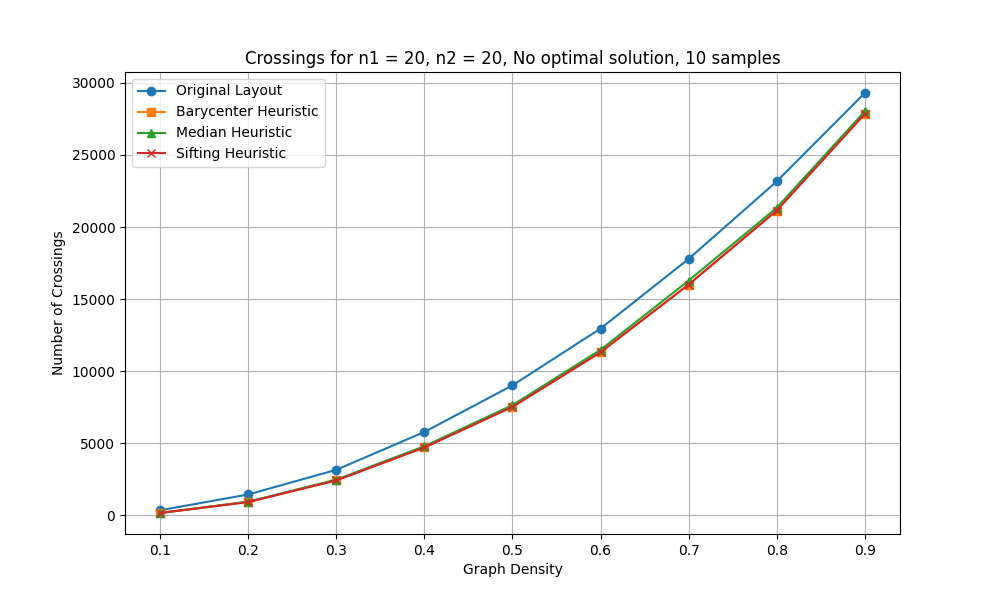 Crossings for n1 = 20, n2 = 20, No optimal solution, 10 samples
Original Layout
Barycenter Heuristic
Median Heuristic
Sifting Heuristic
Number of Crossings
30000
25000
20000
15000
10000
5000
0
0.1 0.2 0.3 0.4 0.5 0.6 0.7 0.8 0.9
Graph Density